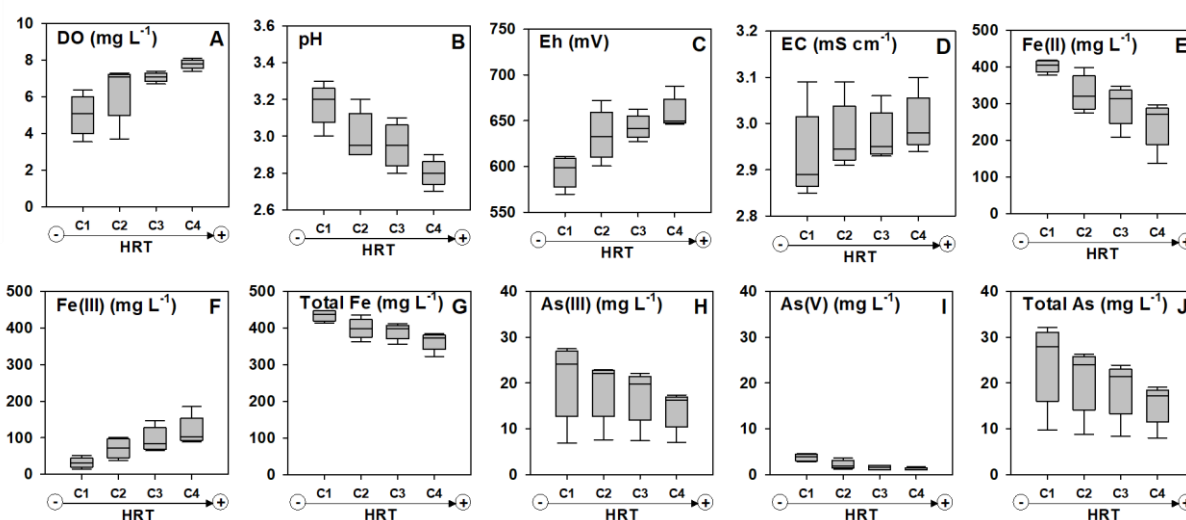 DO (mg L⁻¹) A
10
8
6
4
2
0
C1 C2 C3 C4
- HRT +
pH B
3.6
3.4
3.2
3.0
2.8
2.6
C1 C2 C3 C4
- HRT +
Eh (mV) C
750
700
650
600
550
C1 C2 C3 C4
- HRT +
EC (mS cm⁻¹) D
3.2
3.1
3.0
2.9
2.8
C1 C2 C3 C4
- HRT +
Fe(II) (mg L⁻¹) E
500
400
300
200
100
0
C1 C2 C3 C4
- HRT +
Fe(III) (mg L⁻¹) F
500
400
300
200
100
0
C1 C2 C3 C4
- HRT +
Total Fe (mg L⁻¹) G
500
400
300
200
100
0
C1 C2 C3 C4
- HRT +
As(III) (mg L⁻¹) H
40
30
20
10
0
C1 C2 C3 C4
- HRT +
As(V) (mg L⁻¹) I
40
30
20
10
0
C1 C2 C3 C4
- HRT +
Total As (mg L⁻¹) J
40
30
20
10
0
C1 C2 C3 C4
- HRT +